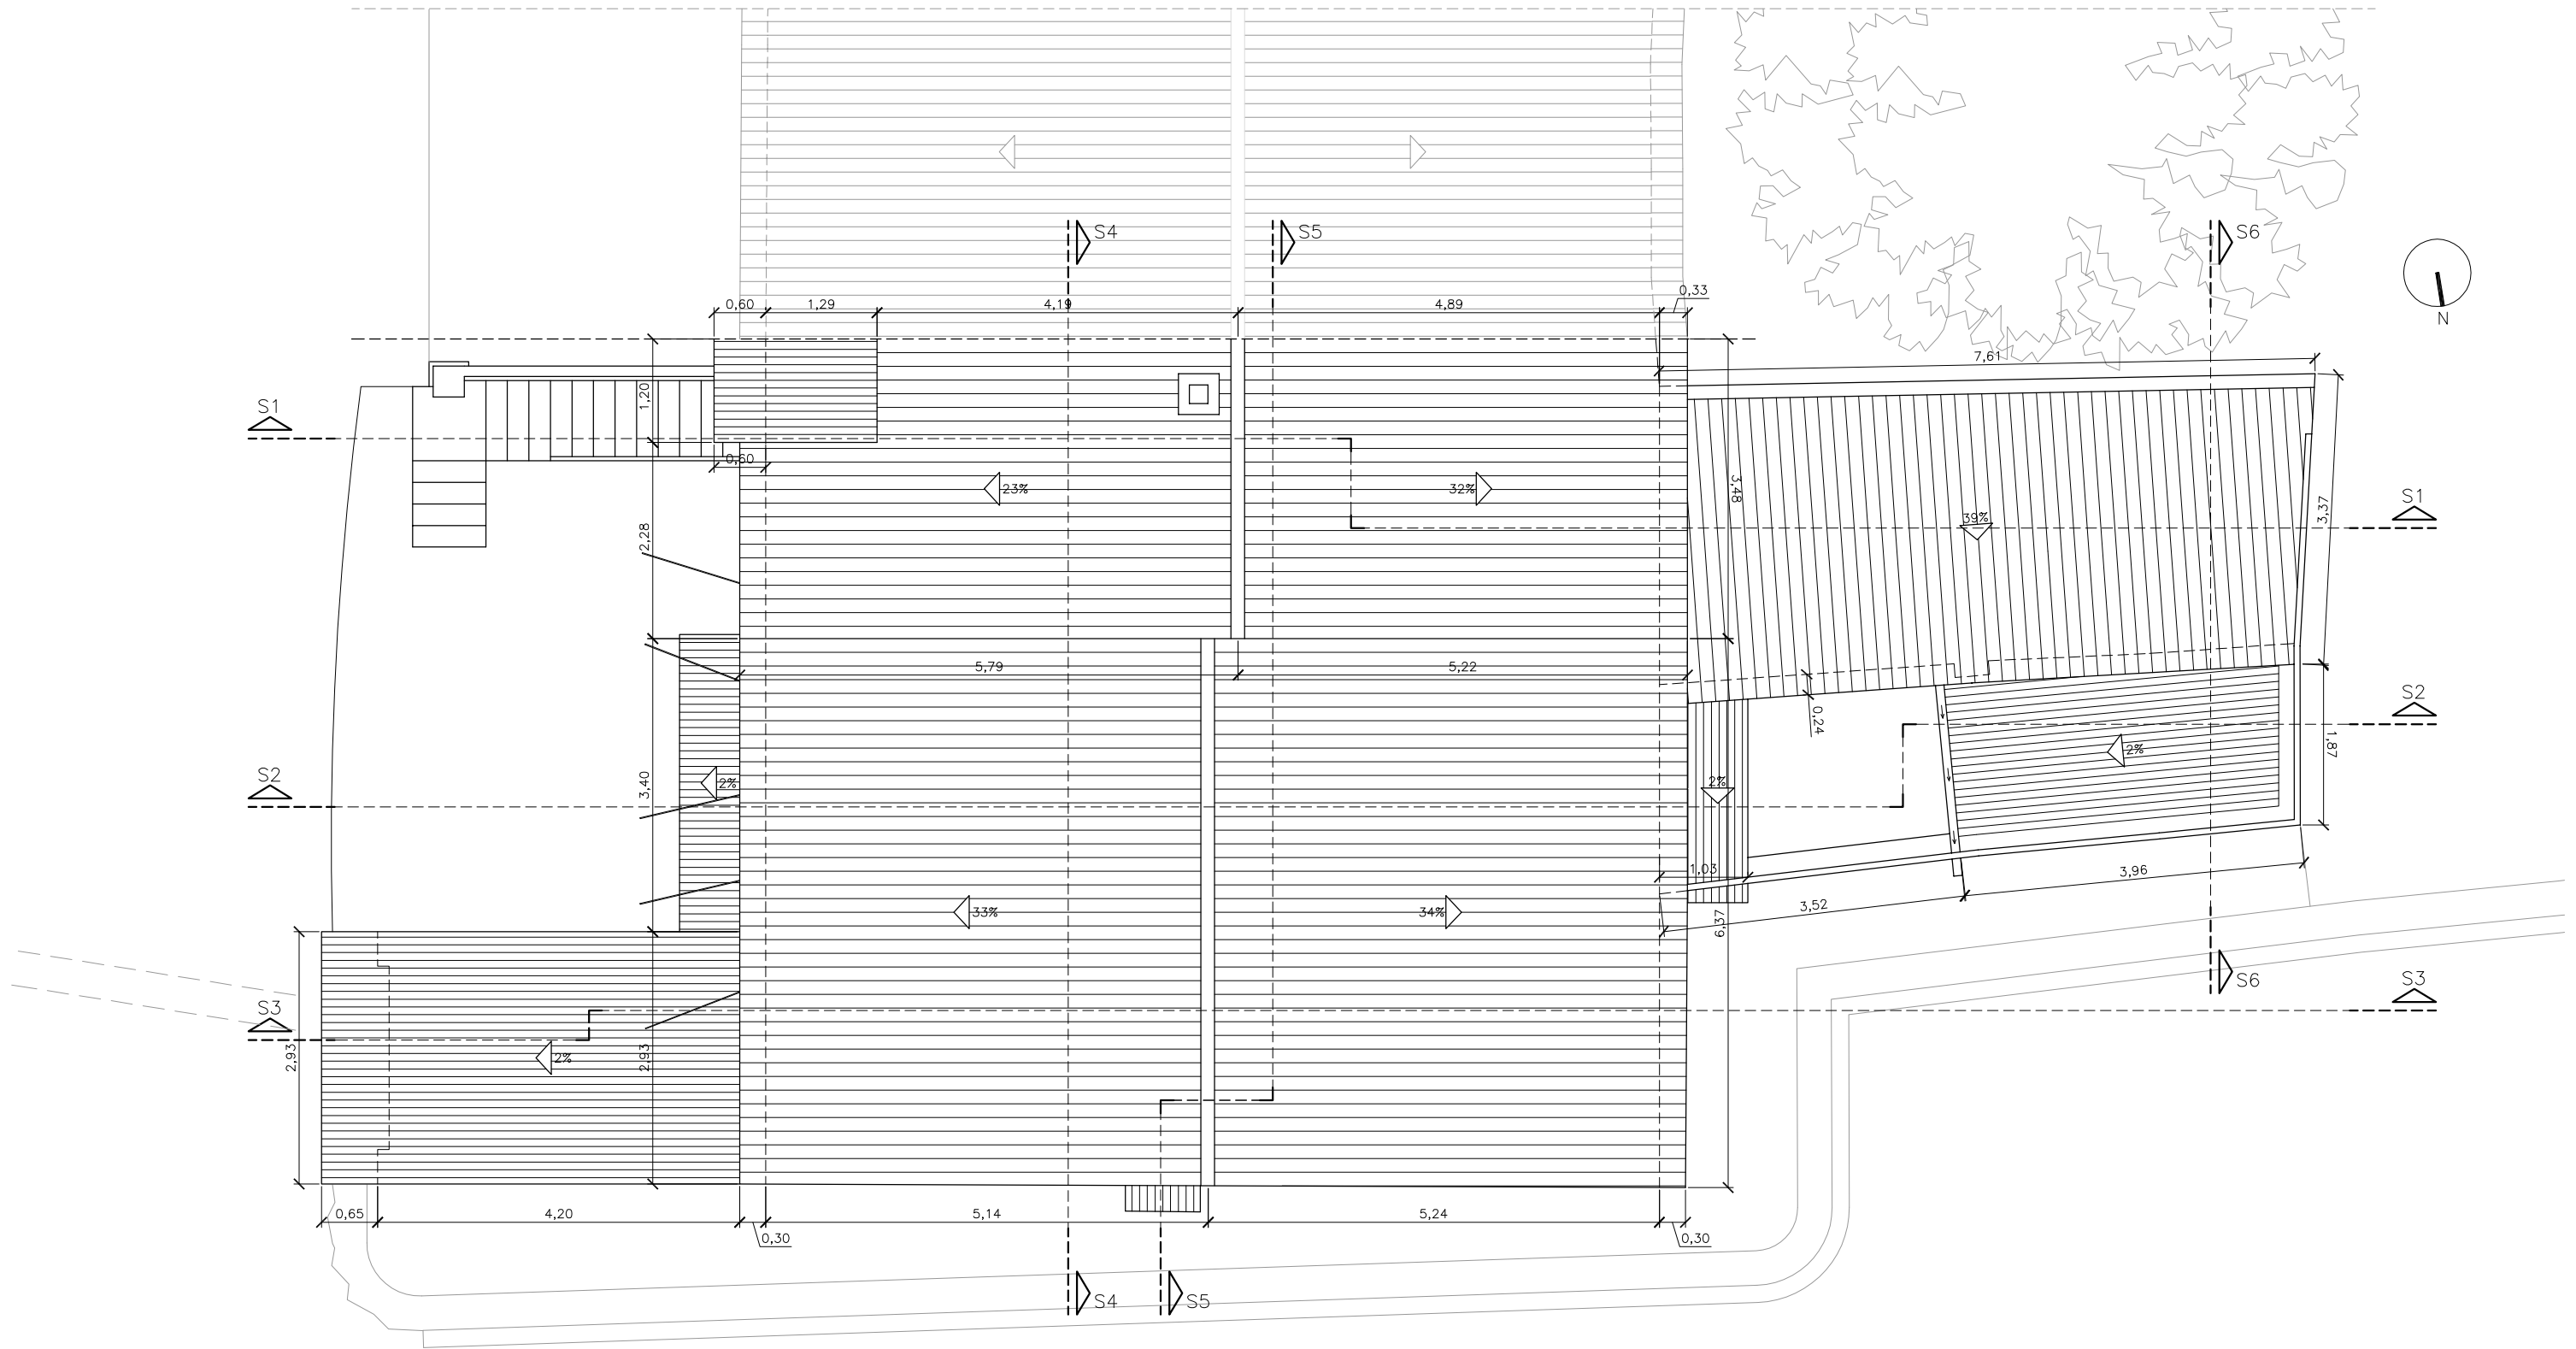 S4
S5
S6
N
0,60
1,29
4,19
4,89
0,33
7,61
S1
1,20
0,60
23%
32%
3,48
39%
3,37
S1
2,28
5,79
5,22
0,24
S2
2%
1,87
S2
3,40
2%
2%
1,03
3,96
3,52
33%
34%
6,37
S6
S3
S3
2,93
2%
2,93
0,65
4,20
5,14
5,24
0,30
0,30
S4
S5